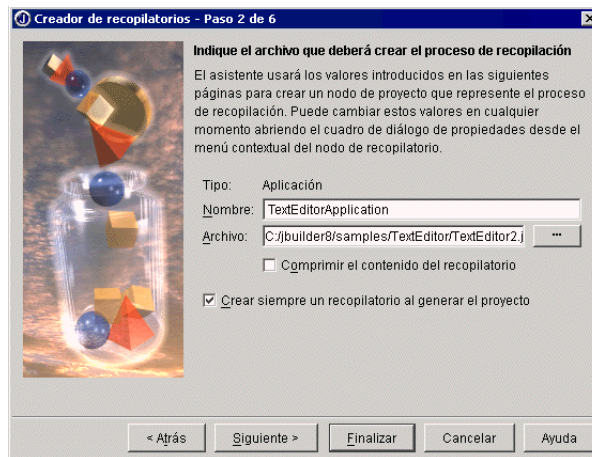 Creador de recopilatorios - Paso 2 de 6
Indique el archivo que deberá crear el proceso de recopilación
El asistente usará los valores introducidos en las siguientes
páginas para crear un nodo de proyecto que represente el proceso
de recopilación. Puede cambiar estos valores en cualquier
momento abriendo el cuadro de diálogo de propiedades desde el
menú contextual del nodo de recopilatorio.
Tipo: Aplicación
Nombre: TextEditorApplication
Archivo: C:/jbuilder8/samples/TextEditor/TextEditor2.j ...
Comprimir el contenido del recopilatorio
Crear siempre un recopilatorio al generar el proyecto
< Atrás Siguiente > Finalizar Cancelar Ayuda